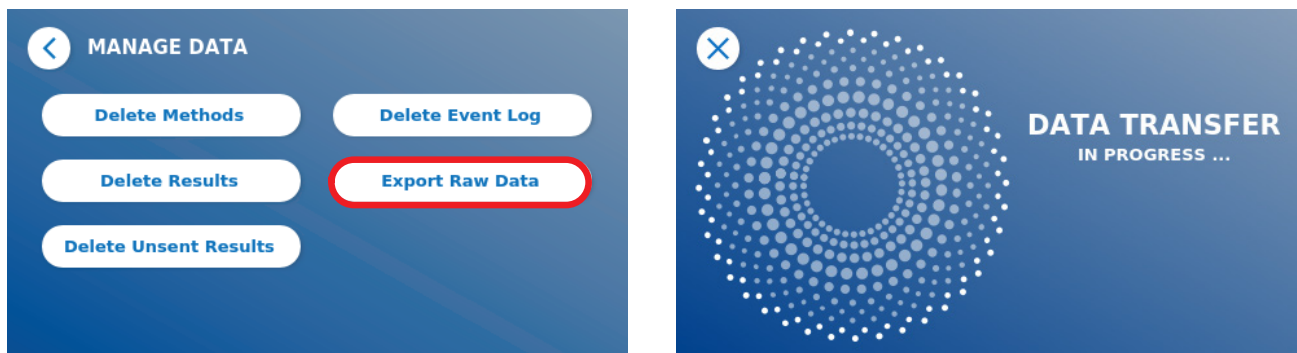 MANAGE DATA
Delete Methods
Delete Event Log
Delete Results
Export Raw Data
Delete Unsent Results
DATA TRANSFER
IN PROGRESS ...